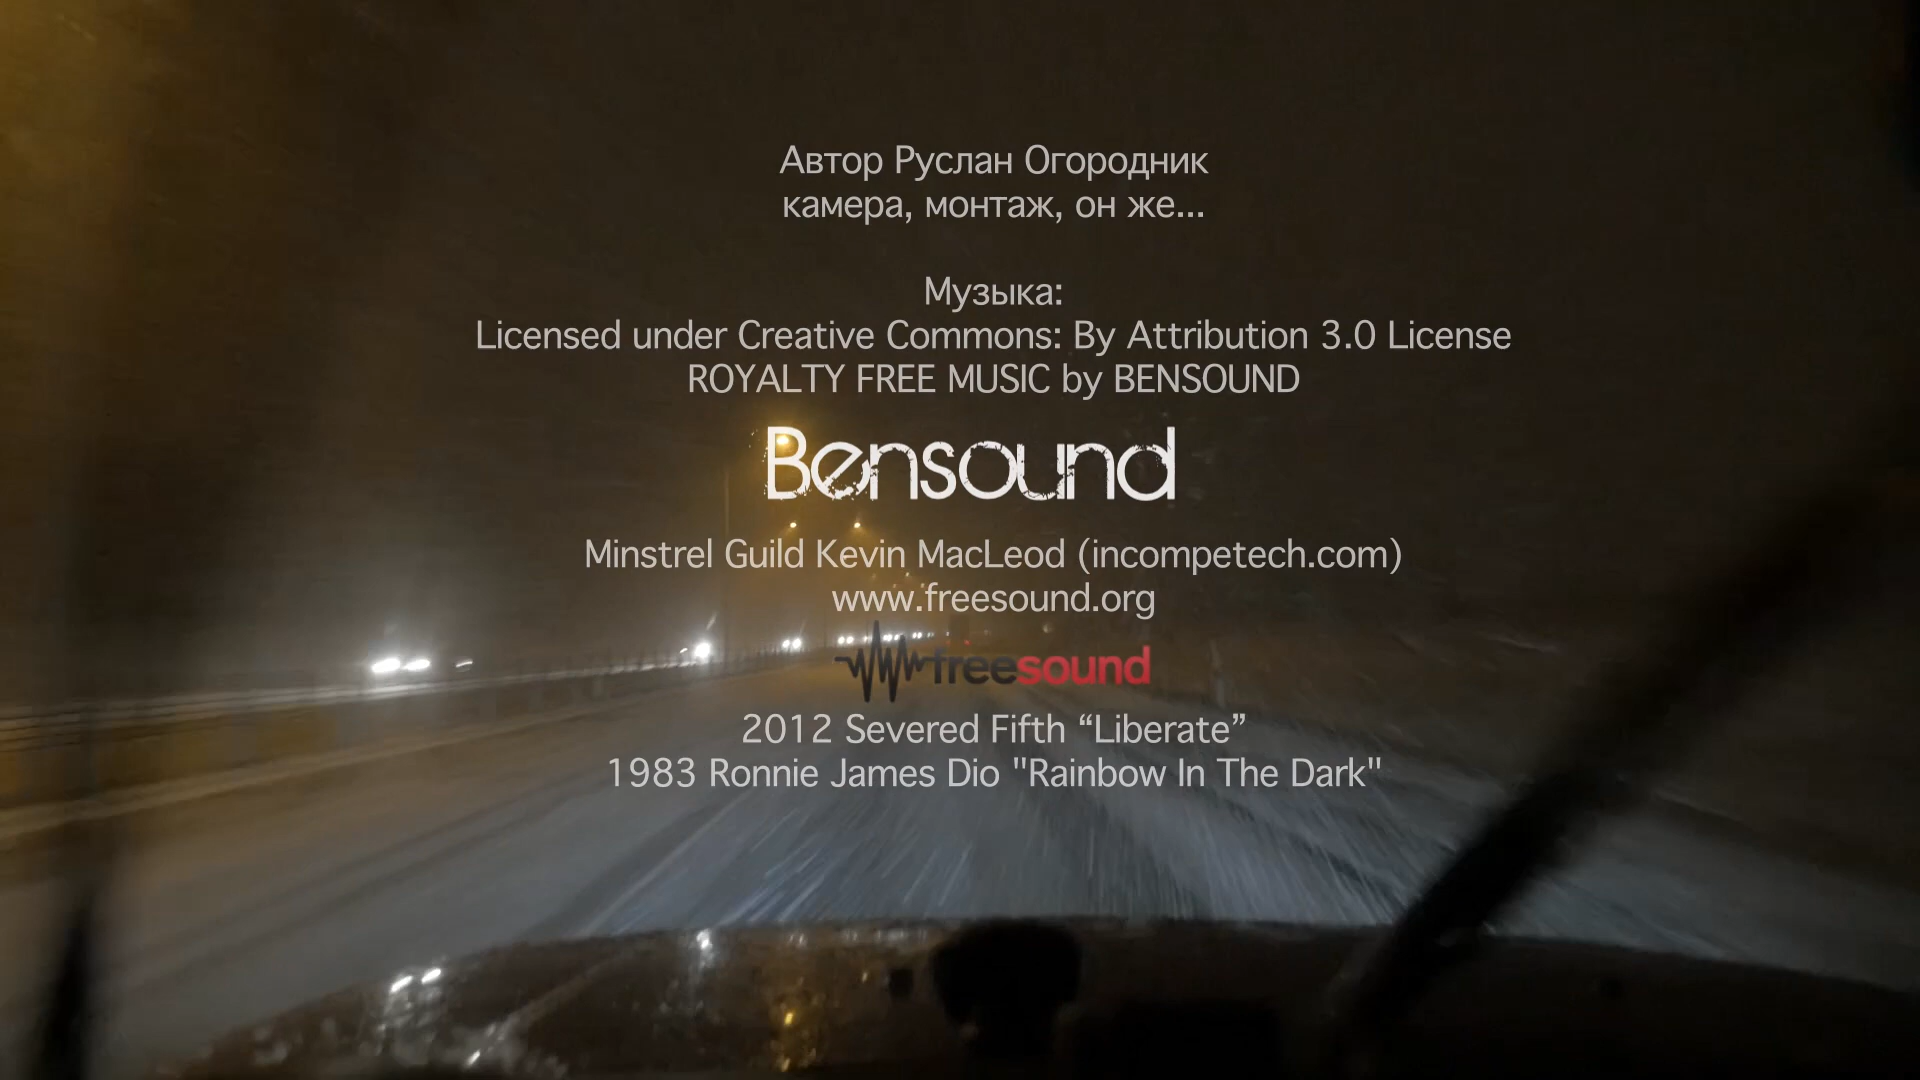 Автор Руслан Огородник
камера, монтаж, он же...
Музыка:
Licensed under Creative Commons: By Attribution 3.0 License
ROYALTY FREE MUSIC by BENSOUND
Bensound
Minstrel Guild Kevin MacLeod (incompetech.com)
www.freesound.org
freesound
2012 Severed Fifth “Liberate”
1983 Ronnie James Dio "Rainbow In The Dark"